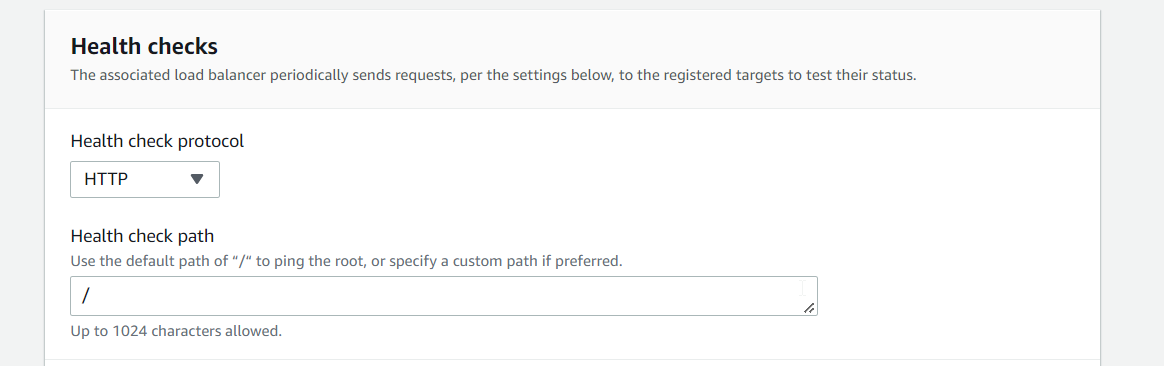 Health checks
The associated load balancer periodically sends requests, per the settings below, to the registered targets to test their status.
Health check protocol
HTTP
Health check path
Use the default path of “/” to ping the root, or specify a custom path if preferred.
/
Up to 1024 characters allowed.